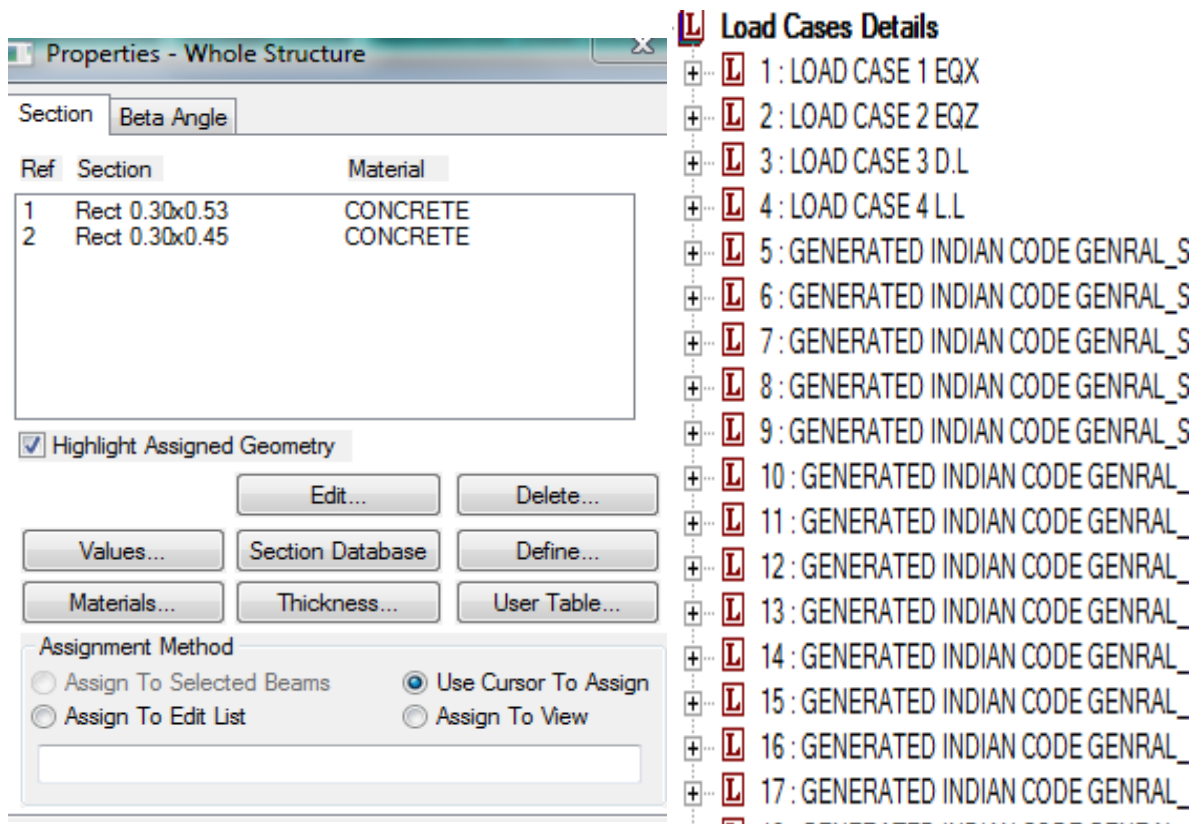 Properties - Whole Structure
Section Beta Angle
Ref Section Material
1 Rect 0.30x0.53 CONCRETE
2 Rect 0.30x0.45 CONCRETE
Highlight Assigned Geometry
Edit... Delete...
Values... Section Database Define...
Materials... Thickness... User Table...
Assignment Method
Assign To Selected Beams Use Cursor To Assign
Assign To Edit List Assign To View
Load Cases Details
1 : LOAD CASE 1 EQX
2 : LOAD CASE 2 EQZ
3 : LOAD CASE 3 D.L
4 : LOAD CASE 4 L.L
5 : GENERATED INDIAN CODE GENRAL_S
6 : GENERATED INDIAN CODE GENRAL_S
7 : GENERATED INDIAN CODE GENRAL_S
8 : GENERATED INDIAN CODE GENRAL_S
9 : GENERATED INDIAN CODE GENRAL_S
10 : GENERATED INDIAN CODE GENRAL_
11 : GENERATED INDIAN CODE GENRAL_
12 : GENERATED INDIAN CODE GENRAL_
13 : GENERATED INDIAN CODE GENRAL_
14 : GENERATED INDIAN CODE GENRAL_
15 : GENERATED INDIAN CODE GENRAL_
16 : GENERATED INDIAN CODE GENRAL_
17 : GENERATED INDIAN CODE GENRAL_